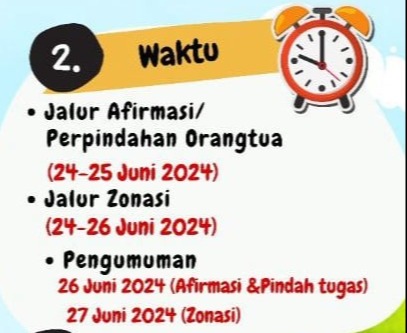 2. Waktu
• Jalur Afirmasi/
Perpindahan Orangtua
(24-25 Juni 2024)
• Jalur Zonasi
(24-26 Juni 2024)
• Pengumuman
26 Juni 2024 (Afirmasi &Pindah tugas)
27 Juni 2024 (Zonasi)